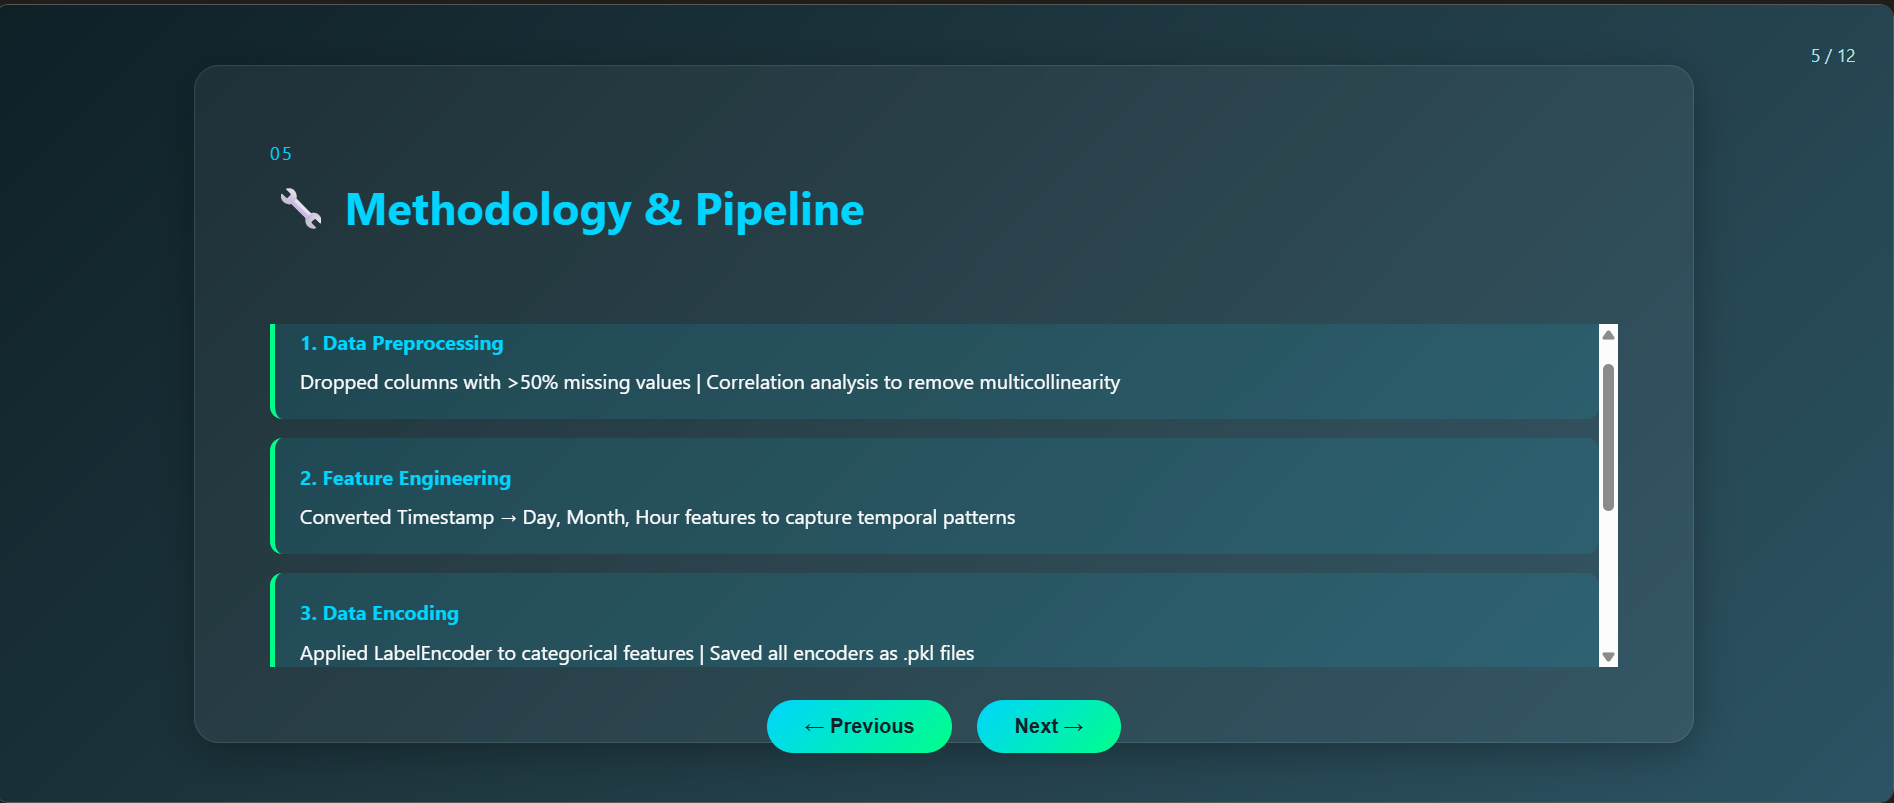 5 / 12
05
Methodology & Pipeline
1. Data Preprocessing
Dropped columns with >50% missing values | Correlation analysis to remove multicollinearity
2. Feature Engineering
Converted Timestamp → Day, Month, Hour features to capture temporal patterns
3. Data Encoding
Applied LabelEncoder to categorical features | Saved all encoders as .pkl files
← Previous
Next →